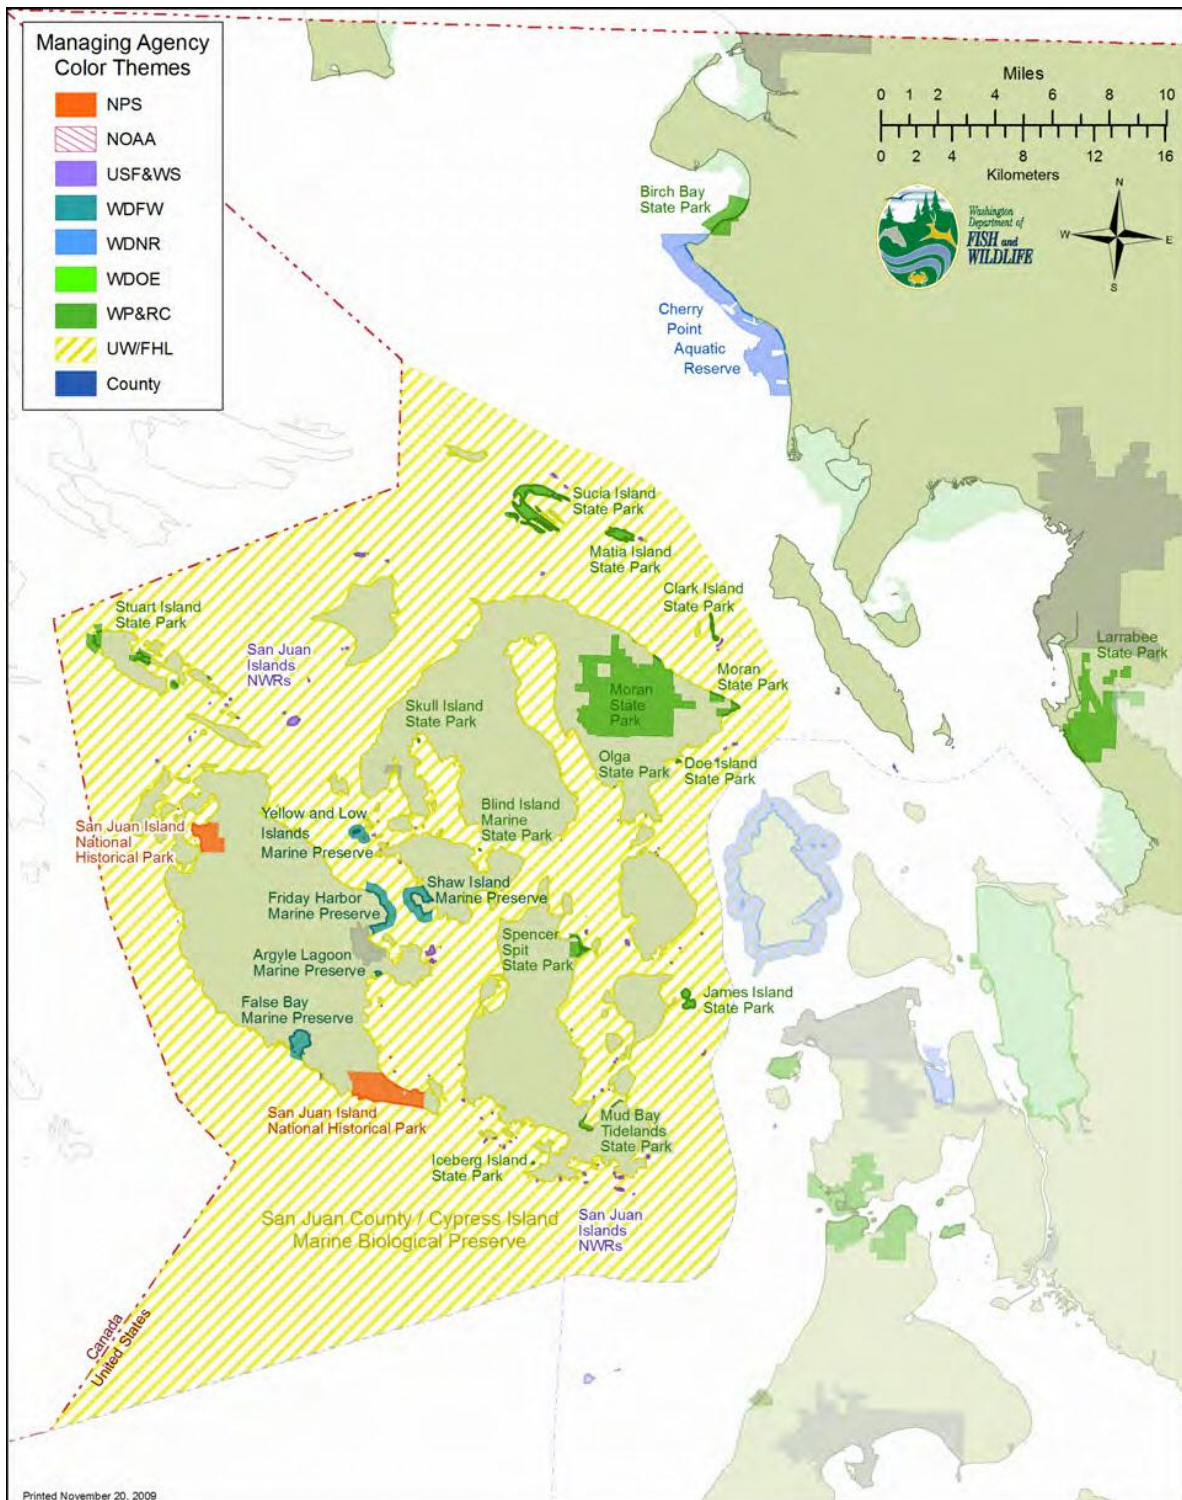 Managing Agency
Color Themes
NPS
NOAA
USF&WS
WDFW
WDNR
WDOE
WP&RC
UW/FHL
County
Miles
0 1 2 4 6 8 10
0 2 4 8 12 16
Kilometers
Washington
Department of
FISH and
WILDLIFE
N
W
E
S
Birch Bay
State Park
Cherry
Point
Aquatic
Reserve
Sucia Island
State Park
Matia Island
State Park
Clark Island
State Park
Stuart Island
State Park
San Juan
Islands
NWRs
Larrabee
State Park
Moran
State Park
Moran
State
Park
Skull Island
State Park
Olga
State Park
Doe Island
State Park
Blind Island
Marine
State Park
Yellow and Low
Islands
Marine Preserve
San Juan Island
National
Historical Park
Shaw Island
Marine Preserve
Friday Harbor
Marine Preserve
Spencer
Spit
State Park
Argyle Lagoon
Marine Preserve
James Island
State Park
False Bay
Marine Preserve
San Juan Island
National Historical Park
Mud Bay
Tidelands
State Park
Iceberg Island
State Park
San Juan County / Cypress Island
Marine Biological Preserve
San Juan
Islands
NWRs
Canada
United States
Printed November 20, 2009